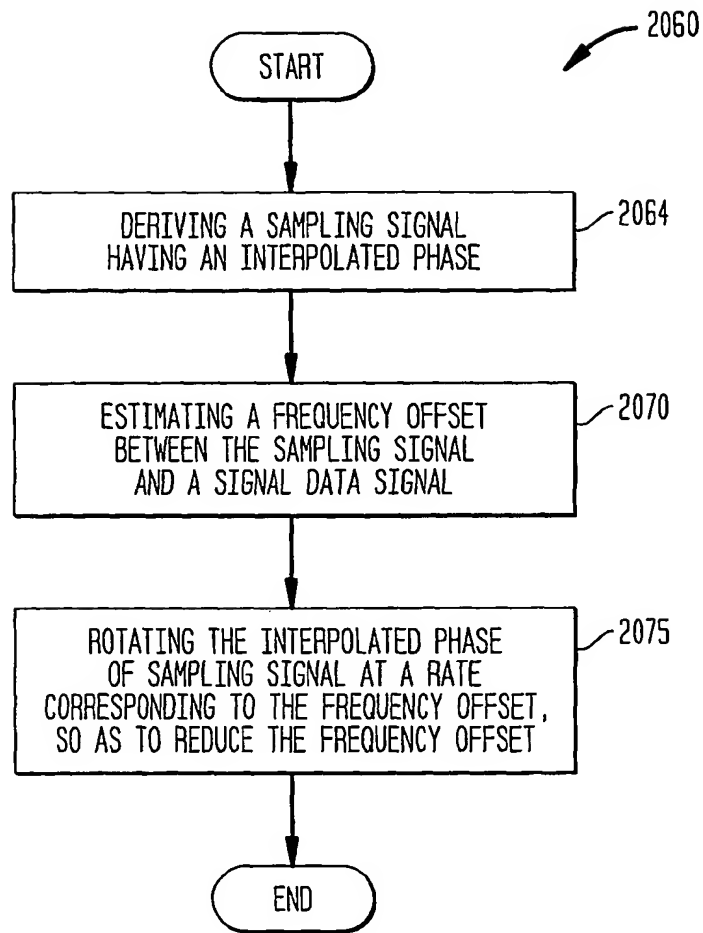 2060
START
DERIVING A SAMPLING SIGNAL
HAVING AN INTERPOLATED PHASE
2064
ESTIMATING A FREQUENCY OFFSET
BETWEEN THE SAMPLING SIGNAL
AND A SIGNAL DATA SIGNAL
2070
ROTATING THE INTERPOLATED PHASE
OF SAMPLING SIGNAL AT A RATE
CORRESPONDING TO THE FREQUENCY OFFSET,
SO AS TO REDUCE THE FREQUENCY OFFSET
2075
END